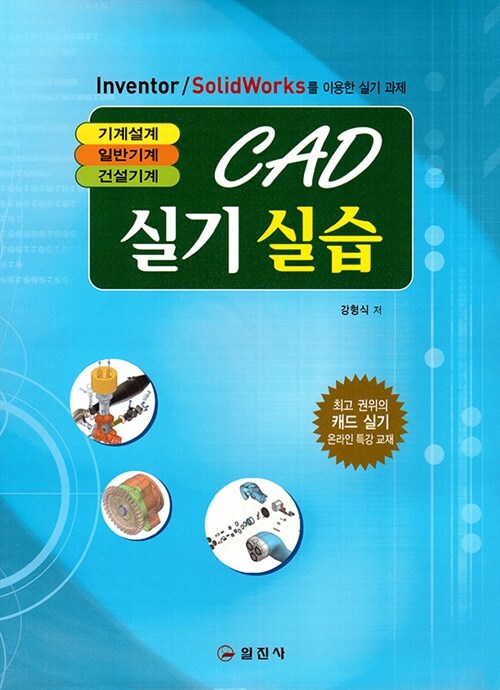 Inventor/SolidWorks를 이용한 실기 과제
기계설계
일반기계
건설기계
CAD
실기 실습
강형식 저
최고 권위의
캐드 실기
온라인 특강 교재
일진사